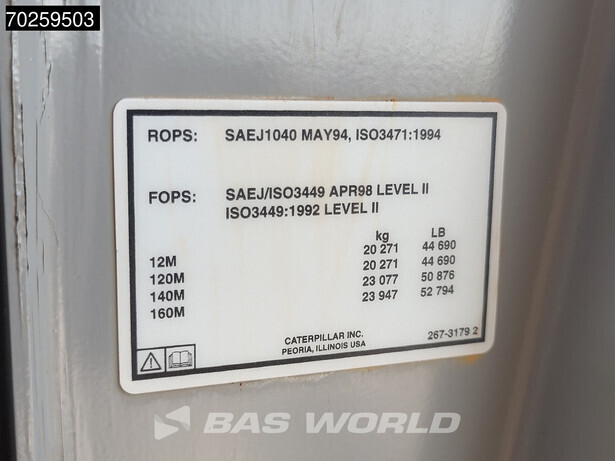 70259503
ROPS: SAEJ1040 MAY94, ISO3471:1994
FOPS: SAEJ/ISO3449 APR98 LEVEL II
ISO3449:1992 LEVEL II
kg LB
12M 20 271 44 690
120M 20 271 44 690
140M 23 077 50 876
160M 23 947 52 794
CATERPILLAR INC.
PEORIA, ILLINOIS USA
267-3179 2
BAS WORLD